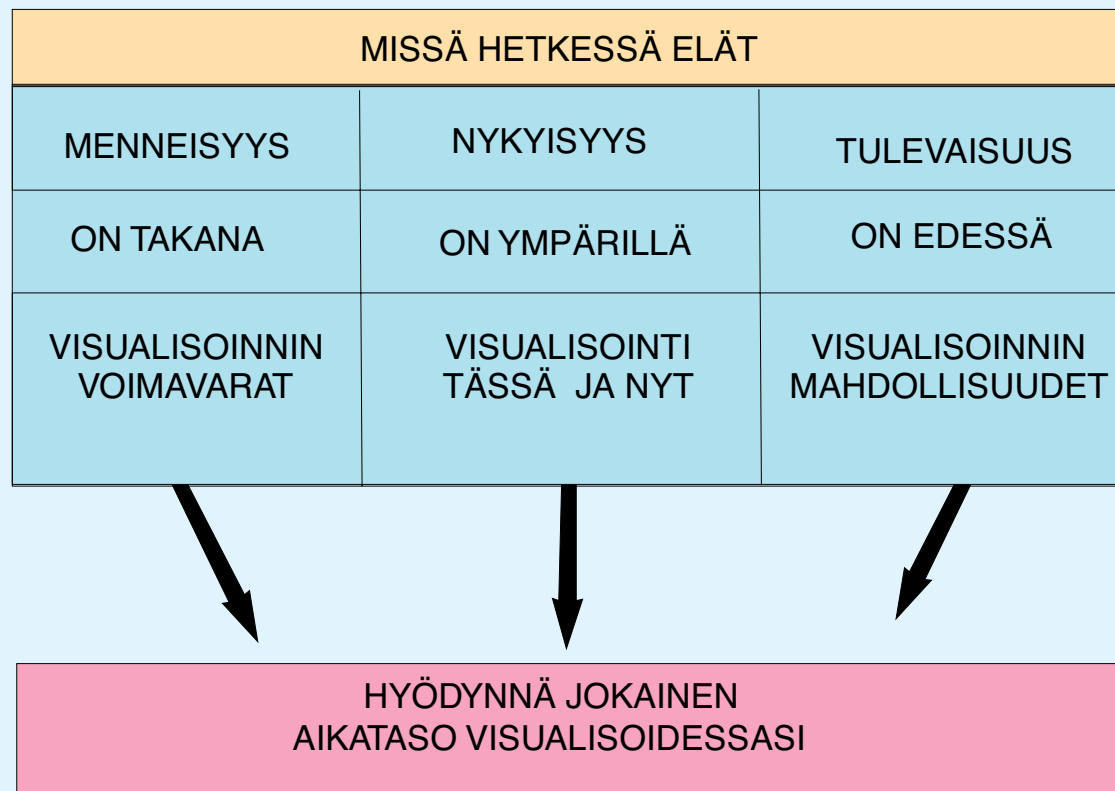 MISSÄ HETKESSÄ ELÄT
MENNEISYYS
NYKYISYYS
TULEVAISUUS
ON TAKANA
ON YMPÄRILLÄ
ON EDESSÄ
VISUALISOINNIN
VOIMAVARAT
VISUALISOINTI
TÄSSÄ JA NYT
VISUALISOINNIN
MAHDOLLISUUDET
HYÖDYNNÄ JOKAINEN
AIKATASO VISUALISOIDESSASI